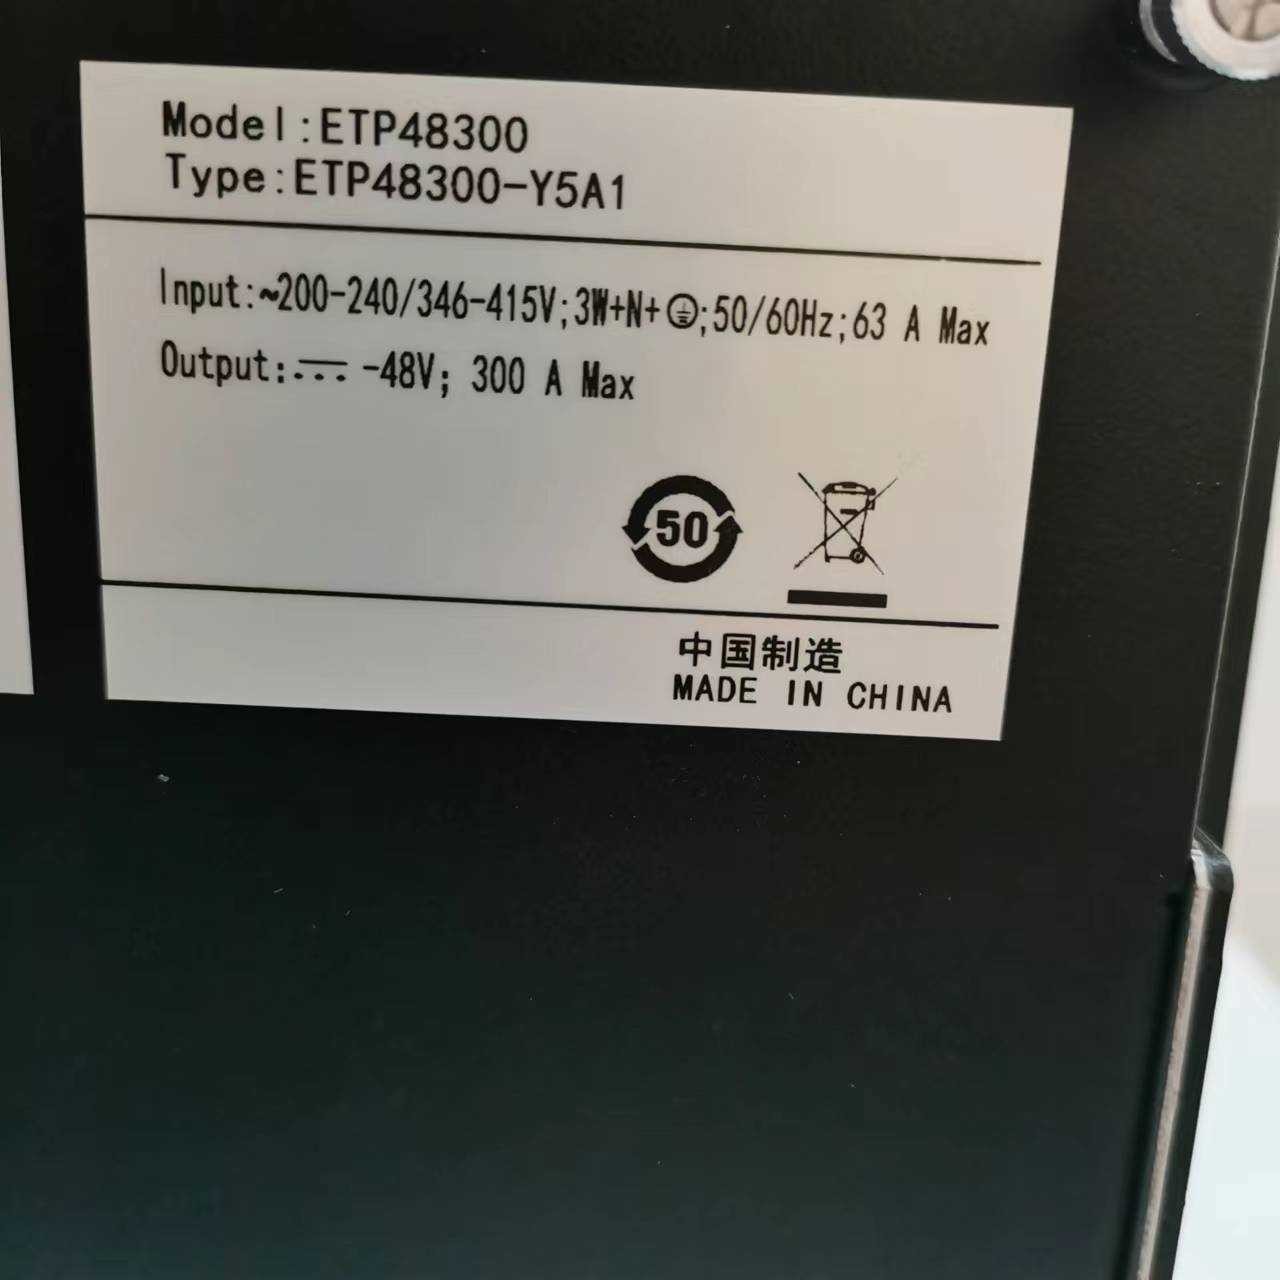 Model:ETP48300
Type:ETP48300-Y5A1
Input:~200-240/346-415V;3W+N+⏚;50/60Hz;63 A Max
Output:⎓ -48V; 300 A Max
50
中国制造
MADE IN CHINA